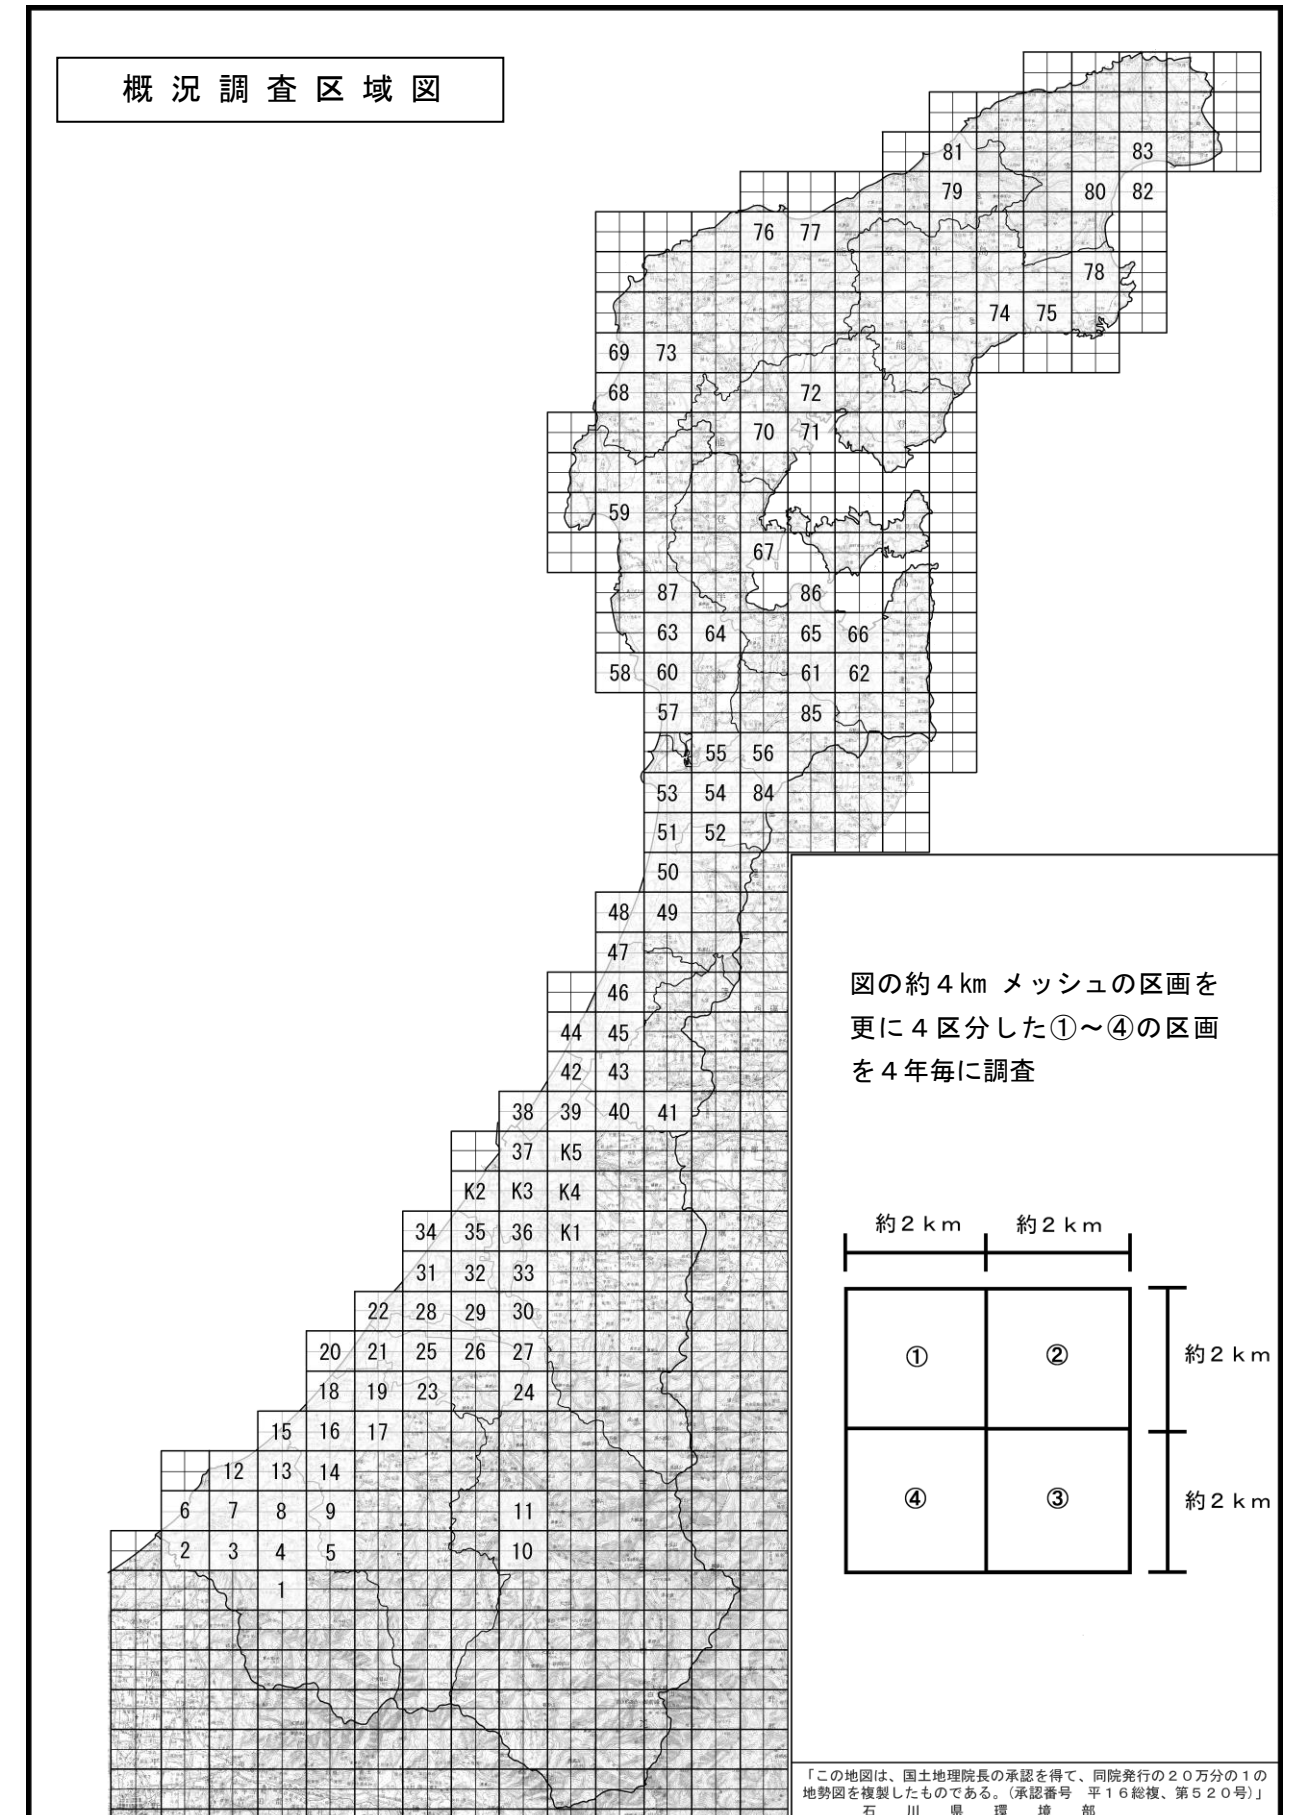 概況調査区域図
81 83
79 80 82
76 77
78
74 75
69 73
68 72
70 71
59
67
87 86
63 64 65 66
58 60 61 62
57 85
55 56
53 54 84
51 52
50
48 49
47
46
44 45
42 43
38 39 40 41
37 K5
K2 K3 K4
34 35 36 K1
31 32 33
22 28 29 30
20 21 25 26 27
18 19 23 24
15 16 17
12 13 14
6 7 8 9 11
2 3 4 5 10
1
図の約4km メッシュの区画を
更に4区分した①～④の区画
を4年毎に調査
約2km 約2km
① ② 約2km
④ ③ 約2km
「この地図は、国土地理院長の承認を得て、同院発行の20万分の1の
地勢図を複製したものである。（承認番号 平16総複、第520号）」
石川県環境部